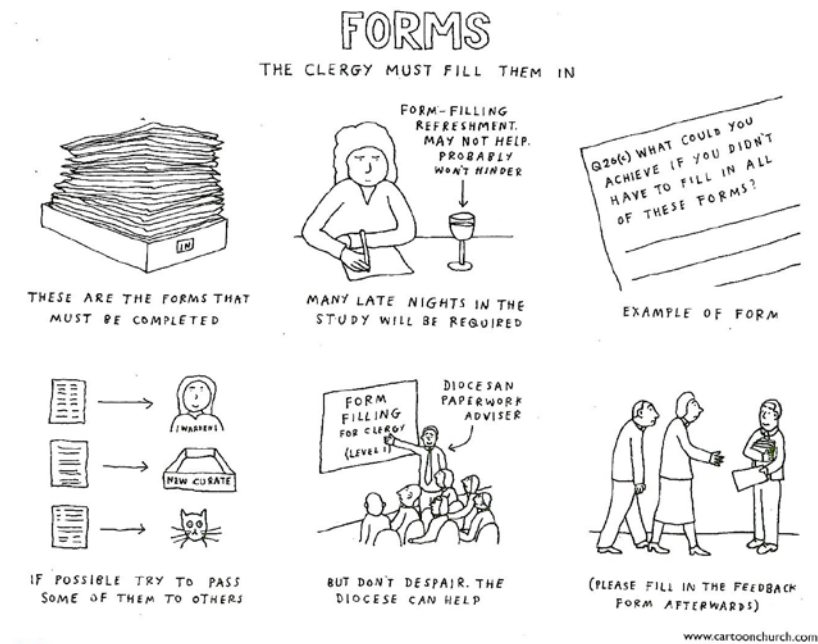 FORMS
THE CLERGY MUST FILL THEM IN
IN
THESE ARE THE FORMS THAT
MUST BE COMPLETED
FORM-FILLING
REFRESHMENT.
MAY NOT HELP.
PROBABLY
WON'T HINDER
MANY LATE NIGHTS IN THE
STUDY WILL BE REQUIRED
Q26(c) WHAT COULD YOU
ACHIEVE IF YOU DIDN'T
HAVE TO FILL IN ALL
OF THESE FORMS?
EXAMPLE OF FORM
NEW CURATE
IF POSSIBLE TRY TO PASS
SOME OF THEM TO OTHERS
FORM
FILLING
FOR CLERGY
(LEVEL 1)
DIOCESAN
PAPERWORK
ADVISER
BUT DON'T DESPAIR. THE
DIOCESE CAN HELP
(PLEASE FILL IN THE FEEDBACK
FORM AFTERWARDS)
www.cartoonchurch.com